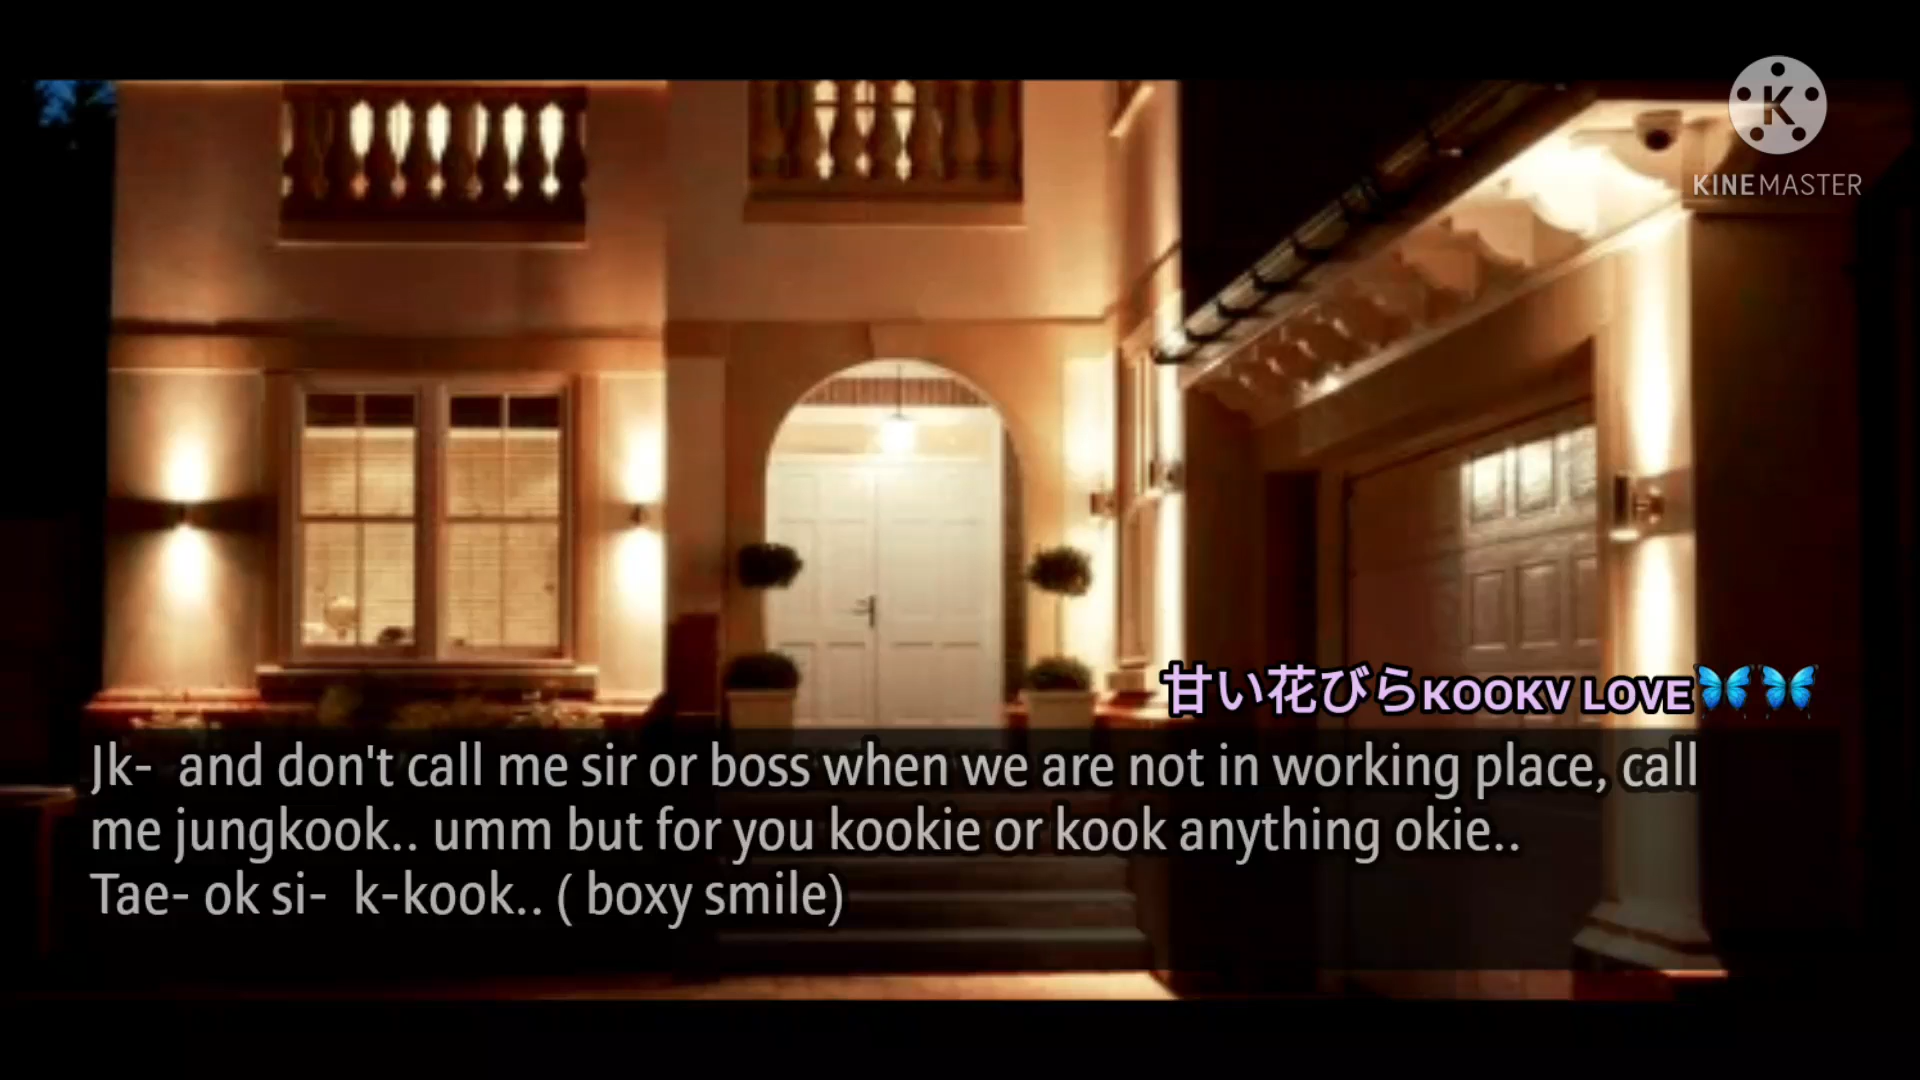 K
KINEMASTER
甘い花びらKOOKV LOVE🦋🦋
Jk-  and don't call me sir or boss when we are not in working place, call
me jungkook.. umm but for you kookie or kook anything okie..
Tae- ok si-  k-kook.. ( boxy smile)